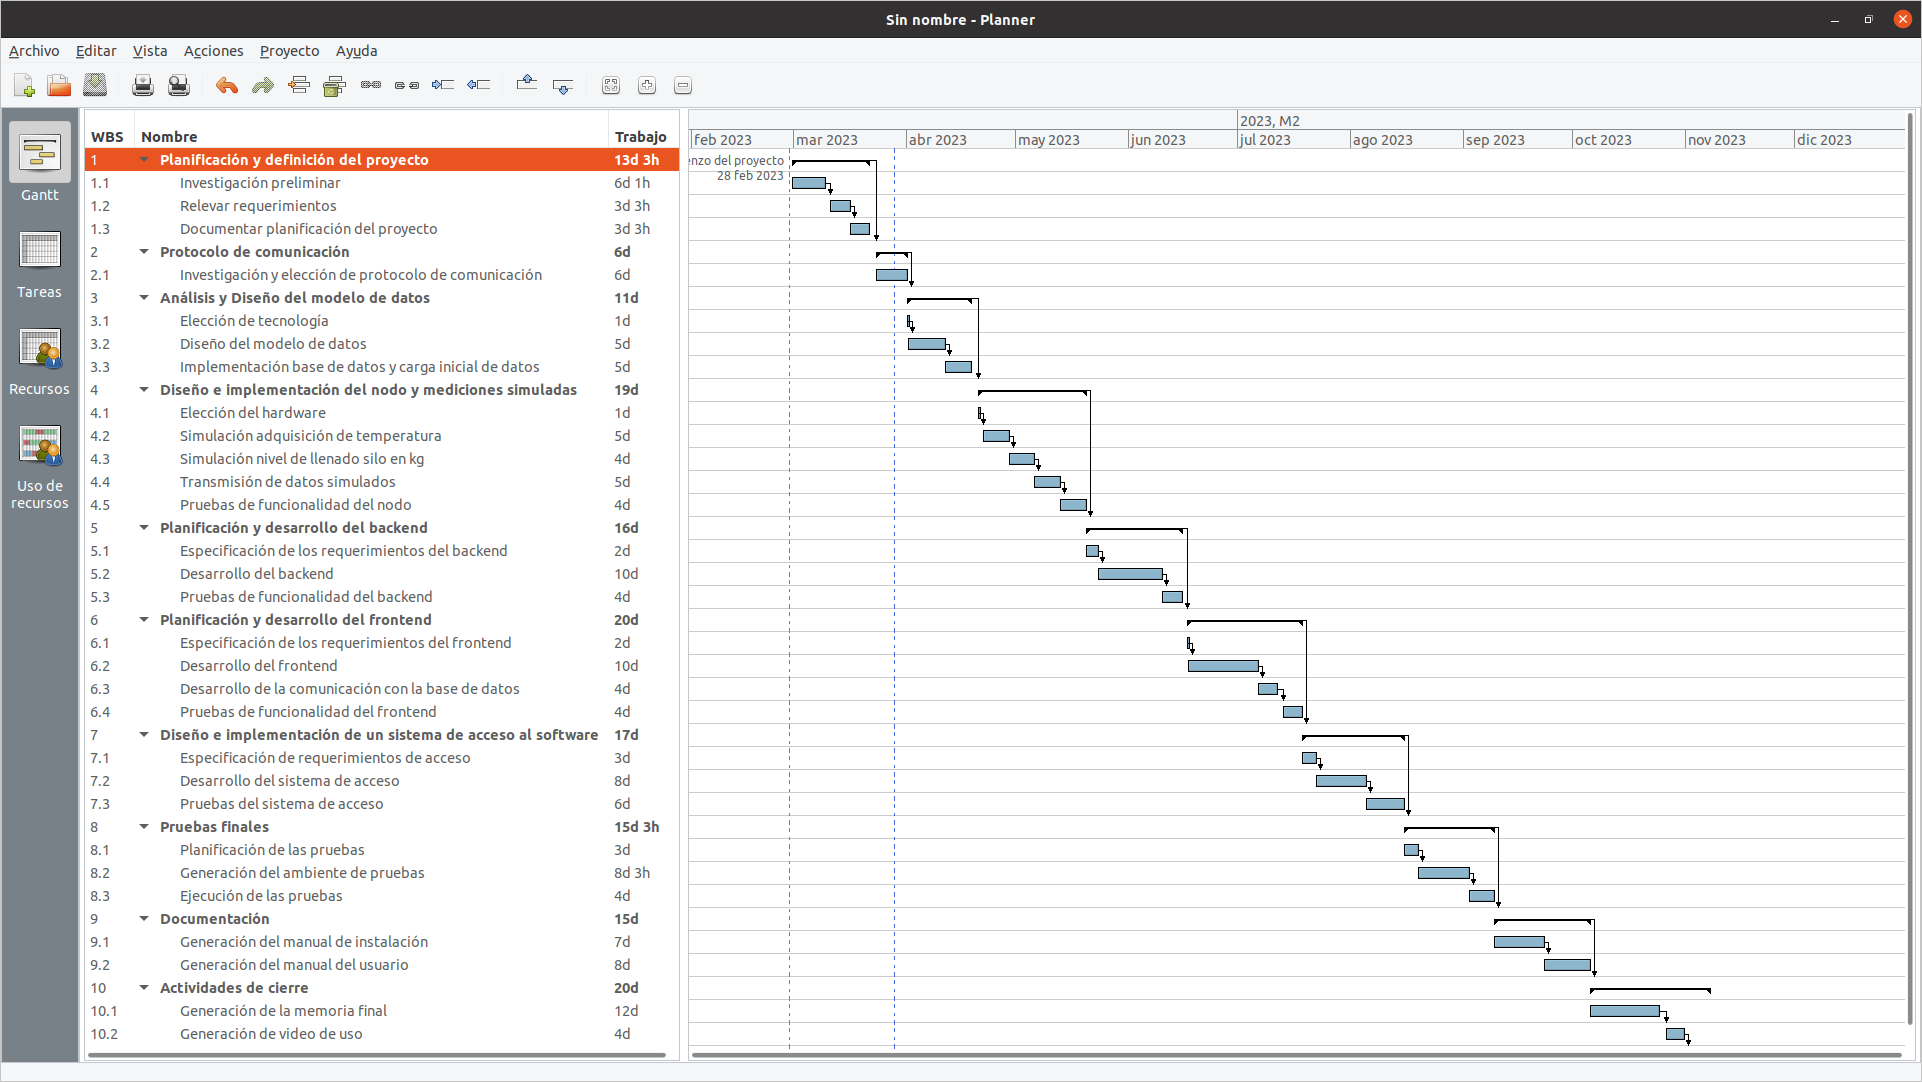 Sin nombre - Planner
Archivo Editar Vista Acciones Proyecto Ayuda
Gantt
Tareas
Recursos
Uso de
recursos
WBS Nombre Trabajo
1 Planificación y definición del proyecto 13d 3h
1.1 Investigación preliminar 6d 1h
1.2 Relevar requerimientos 3d 3h
1.3 Documentar planificación del proyecto 3d 3h
2 Protocolo de comunicación 6d
2.1 Investigación y elección de protocolo de comunicación 6d
3 Análisis y Diseño del modelo de datos 11d
3.1 Elección de tecnología 1d
3.2 Diseño del modelo de datos 5d
3.3 Implementación base de datos y carga inicial de datos 5d
4 Diseño e implementación del nodo y mediciones simuladas 19d
4.1 Elección del hardware 1d
4.2 Simulación adquisición de temperatura 5d
4.3 Simulación nivel de llenado silo en kg 4d
4.4 Transmisión de datos simulados 5d
4.5 Pruebas de funcionalidad del nodo 4d
5 Planificación y desarrollo del backend 16d
5.1 Especificación de los requerimientos del backend 2d
5.2 Desarrollo del backend 10d
5.3 Pruebas de funcionalidad del backend 4d
6 Planificación y desarrollo del frontend 20d
6.1 Especificación de los requerimientos del frontend 2d
6.2 Desarrollo del frontend 10d
6.3 Desarrollo de la comunicación con la base de datos 4d
6.4 Pruebas de funcionalidad del frontend 4d
7 Diseño e implementación de un sistema de acceso al software 17d
7.1 Especificación de requerimientos de acceso 3d
7.2 Desarrollo del sistema de acceso 8d
7.3 Pruebas del sistema de acceso 6d
8 Pruebas finales 15d 3h
8.1 Planificación de las pruebas 3d
8.2 Generación del ambiente de pruebas 8d 3h
8.3 Ejecución de las pruebas 4d
9 Documentación 15d
9.1 Generación del manual de instalación 7d
9.2 Generación del manual del usuario 8d
10 Actividades de cierre 20d
10.1 Generación de la memoria final 12d
10.2 Generación de video de uso 4d
2023, M2
feb 2023 mar 2023 abr 2023 may 2023 jun 2023 jul 2023 ago 2023 sep 2023 oct 2023 nov 2023 dic 2023
nzo del proyecto
28 feb 2023